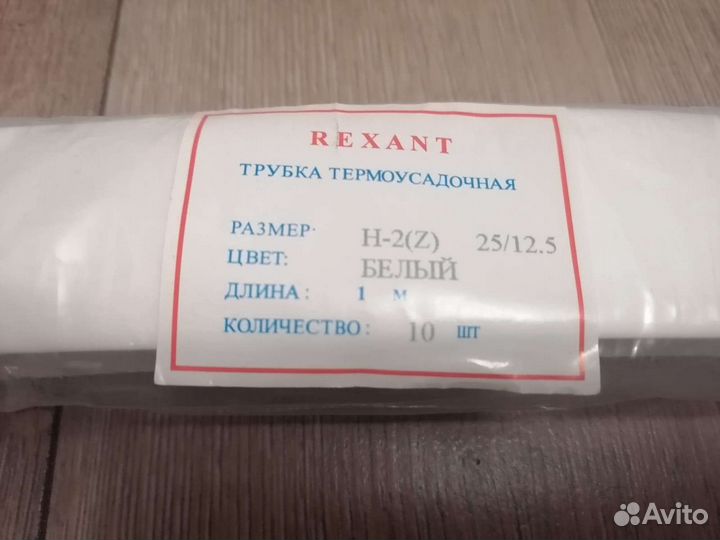 REXANT
ТРУБКА ТЕРМОУСАДОЧНАЯ
РАЗМЕР: Н-2(Z) 25/12.5
ЦВЕТ: БЕЛЫЙ
ДЛИНА: 1 м
КОЛИЧЕСТВО: 10 шт
Avito